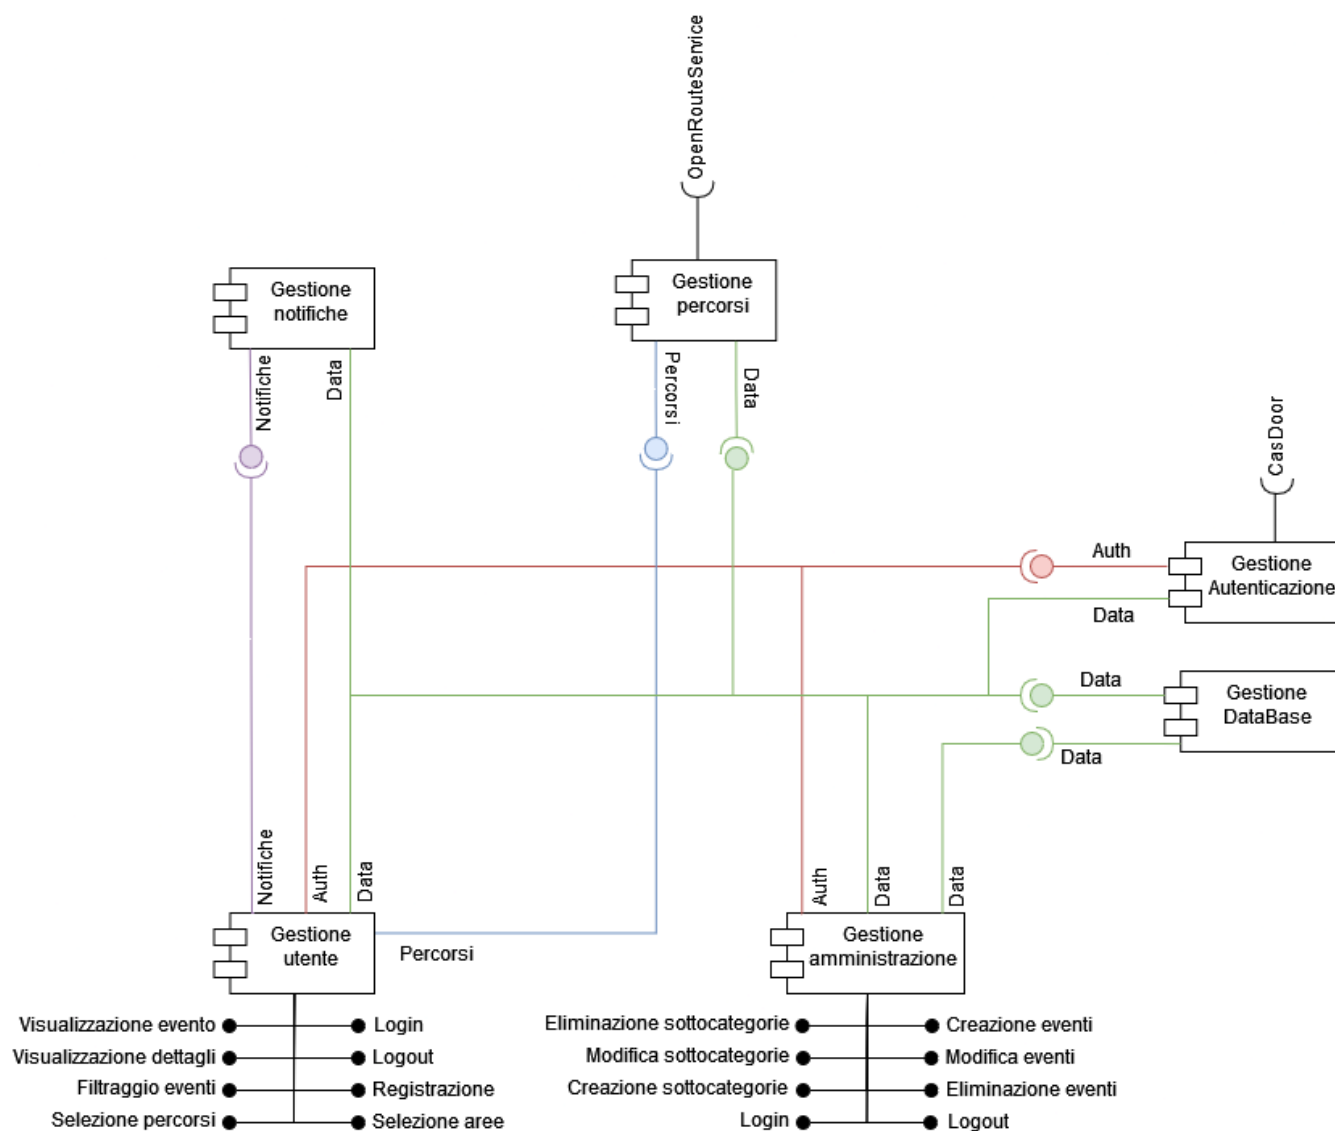 OpenRouteService
Gestione
notifiche
Gestione
percorsi
Notifiche
Data
Percorsi
Data
CasDoor
Auth
Gestione
Autenticazione
Data
Data
Gestione
DataBase
Data
Notifiche
Auth
Data
Auth
Data
Data
Gestione
utente
Percorsi
Gestione
amministrazione
Visualizzazione evento
Login
Visualizzazione dettagli
Logout
Filtraggio eventi
Registrazione
Selezione percorsi
Selezione aree
Eliminazione sottocategorie
Creazione eventi
Modifica sottocategorie
Modifica eventi
Creazione sottocategorie
Eliminazione eventi
Login
Logout